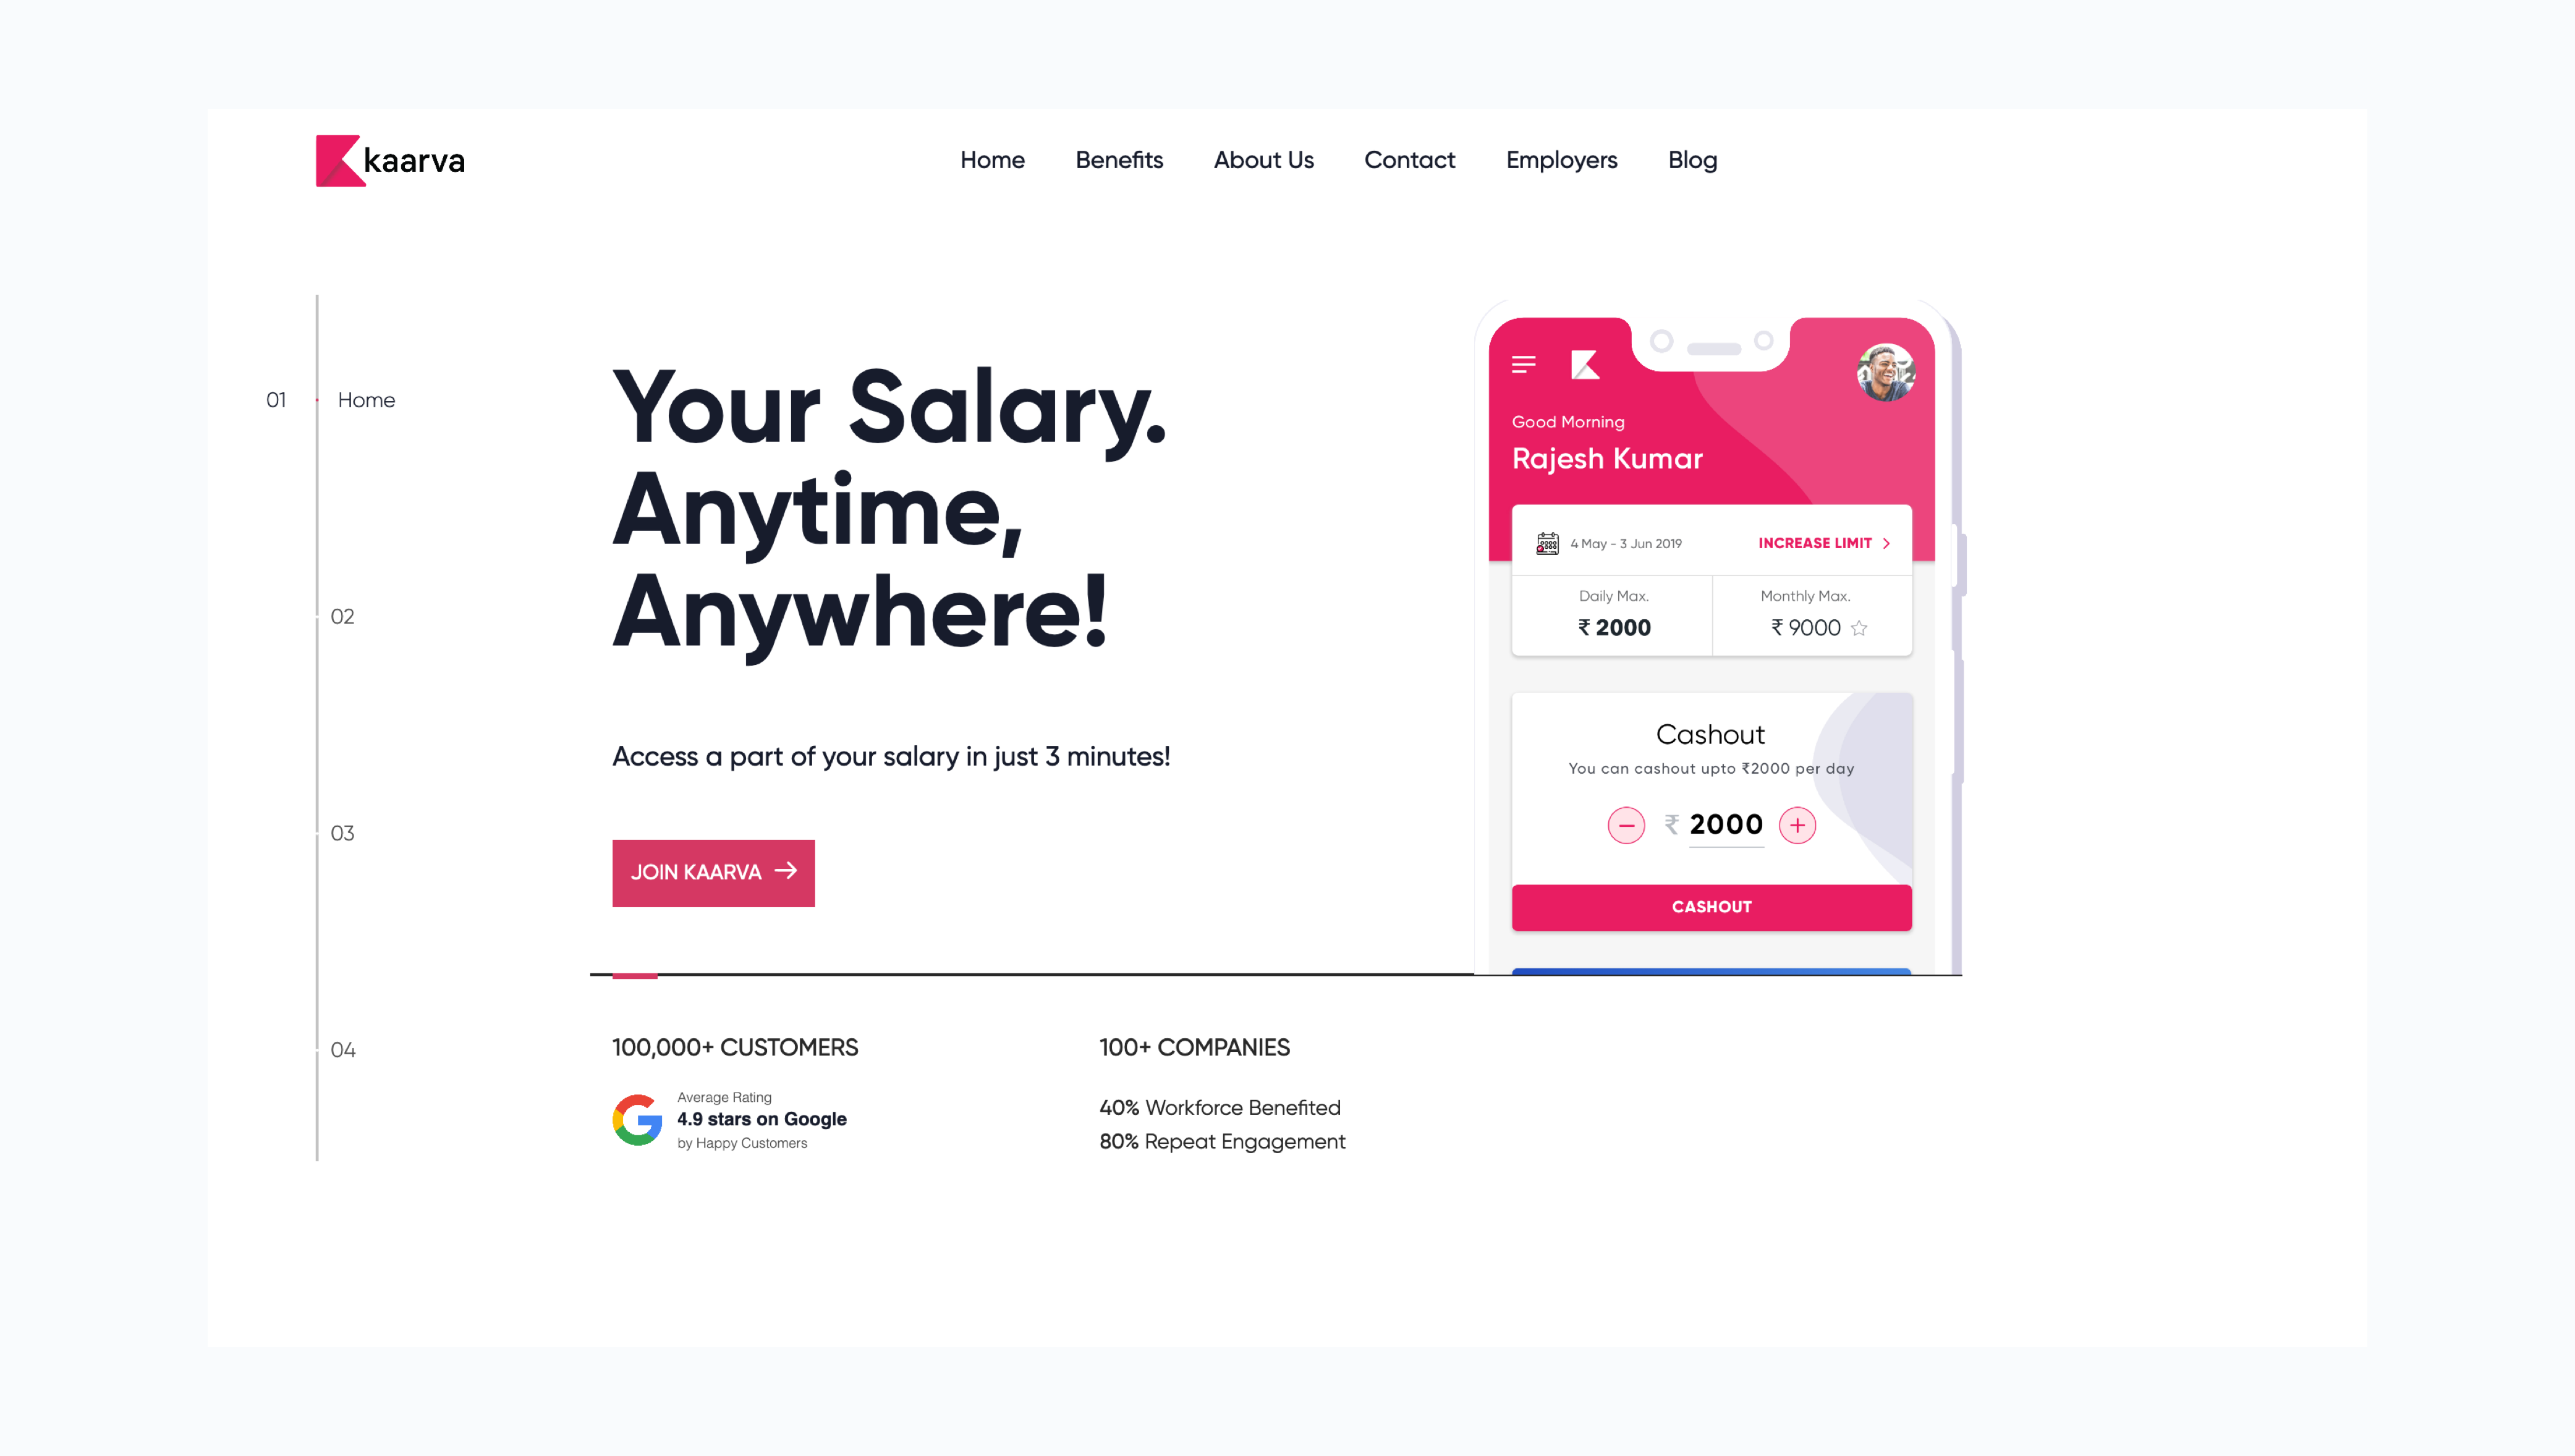 kaarva
Home Benefits About Us Contact Employers Blog
01 Home
02
03
04
Your Salary.
Anytime,
Anywhere!
Access a part of your salary in just 3 minutes!
JOIN KAARVA →
Good Morning
Rajesh Kumar
4 May - 3 Jun 2019 INCREASE LIMIT >
Daily Max. Monthly Max.
₹ 2000 ₹ 9000
Cashout
You can cashout upto ₹2000 per day
− ₹ 2000 +
CASHOUT
100,000+ CUSTOMERS
Average Rating
4.9 stars on Google
by Happy Customers
100+ COMPANIES
40% Workforce Benefited
80% Repeat Engagement